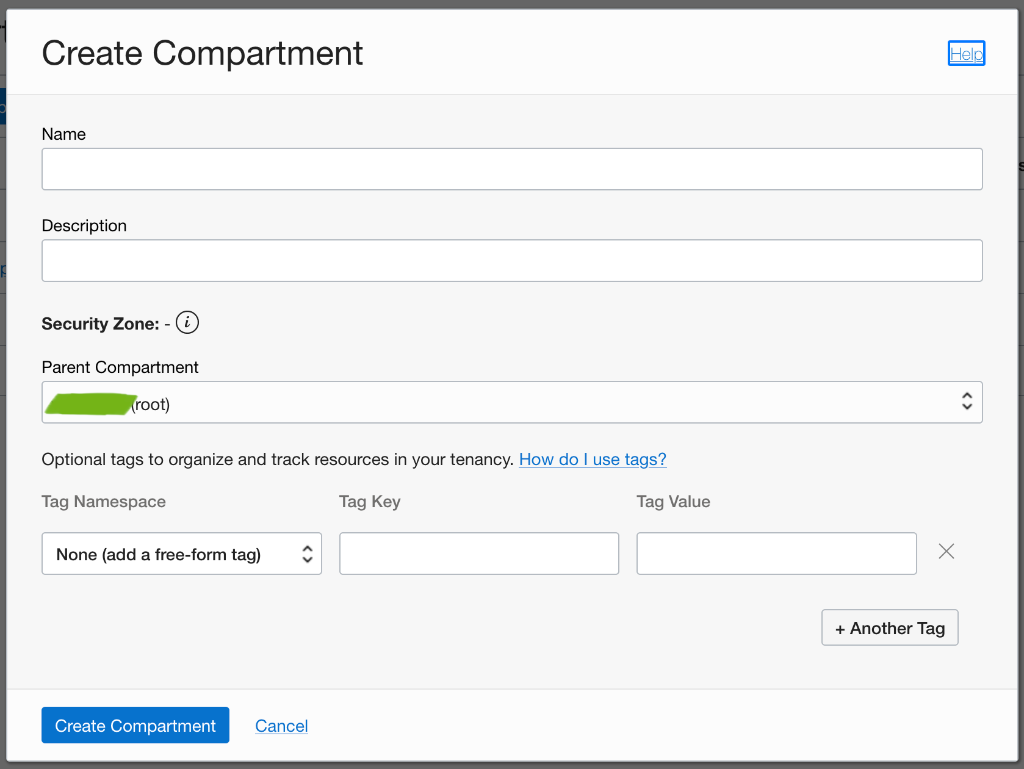 Create Compartment
Help
Name
Description
Security Zone: - i
Parent Compartment
(root)
Optional tags to organize and track resources in your tenancy. How do I use tags?
Tag Namespace Tag Key Tag Value
None (add a free-form tag)
+ Another Tag
Create Compartment Cancel